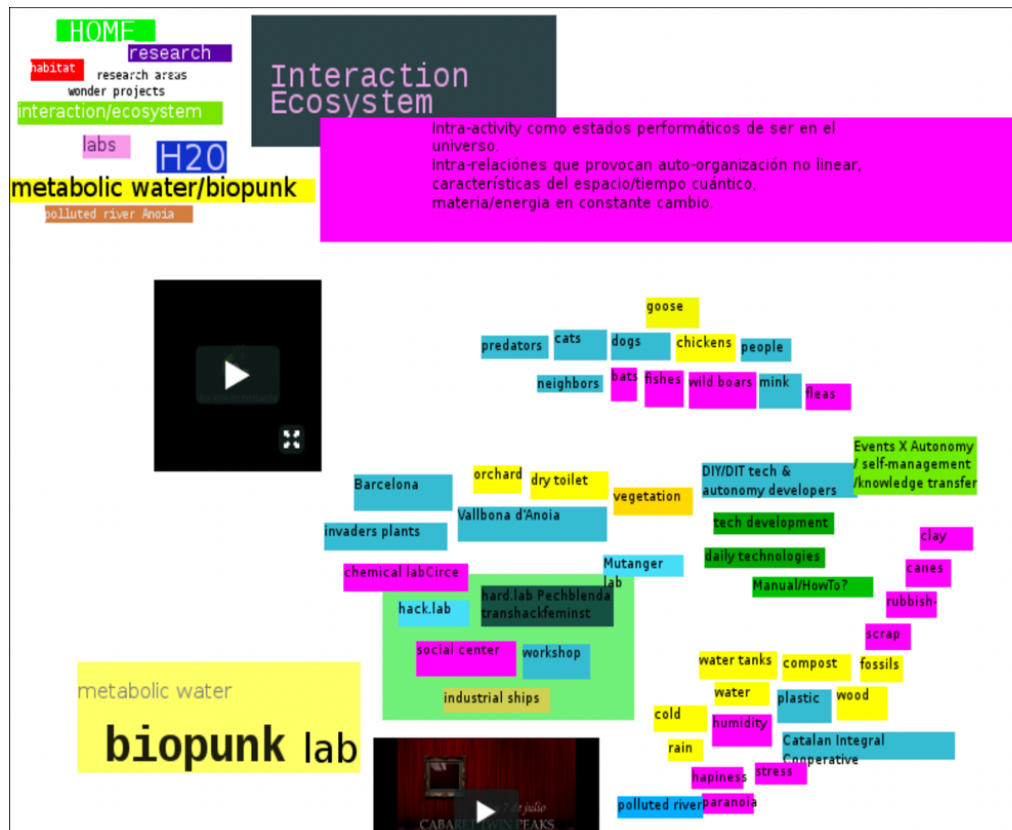 HOME
research
habitat
research areas
wonder projects
interaction/ecosystem
labs
H2O
metabolic water/biopunk
polluted river Anoia
Interaction
Ecosystem
Intra-activity como estados performáticos de ser en el
universo.
Intra-relaciónes que provocan auto-organización no linear,
características del espacio/tiempo cuántico,
materia/energia en constante cambio.
goose
predators
cats
dogs
chickens
people
neighbors
bats
fishes
wild boars
mink
fleas
Events X Autonomy
/ self-management
/knowledge transfer
DIY/DIT tech &
autonomy developers
Barcelona
orchard
dry toilet
vegetation
invaders plants
Vallbona d'Anoia
tech development
clay
daily technologies
canes
Manual/HowTo?
rubbish-
scrap
chemical labCirce
Mutanger
lab
hack.lab
hard.lab Pechblenda
transhackfeminst
social center
workshop
industrial ships
water tanks
compost
fossils
water
plastic
wood
cold
humidity
rain
Catalan Integral
Cooperative
hapiness
stress
polluted river
paranoia
metabolic water
biopunk lab
7 de julio
CABARET TWIN PEAKS